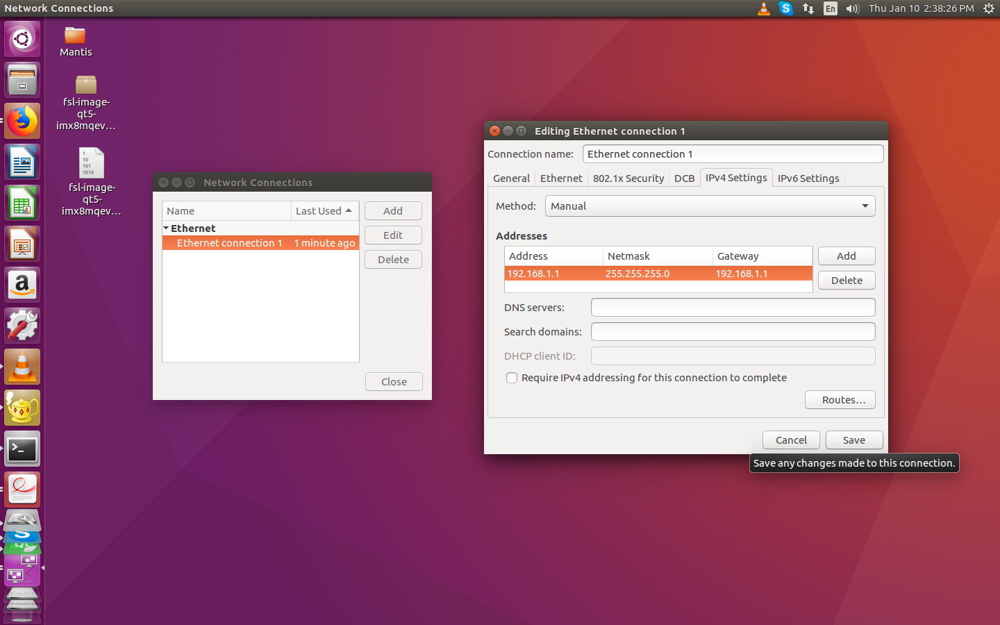 Network Connections
En
Thu Jan 10 2:38:26 PM
Mantis
fsl-image-
qt5-
imx8mqev...
1
10
101
1010
fsl-image-
qt5-
imx8mqev...
Network Connections
Name
Last Used
Add
Ethernet
Edit
Ethernet connection 1
1 minute ago
Delete
Close
Editing Ethernet connection 1
Connection name:
Ethernet connection 1
General
Ethernet
802.1x Security
DCB
IPv4 Settings
IPv6 Settings
Method:
Manual
Addresses
Address
Netmask
Gateway
Add
192.168.1.1
255.255.255.0
192.168.1.1
Delete
DNS servers:
Search domains:
DHCP client ID:
Require IPv4 addressing for this connection to complete
Routes...
Cancel
Save
Save any changes made to this connection.